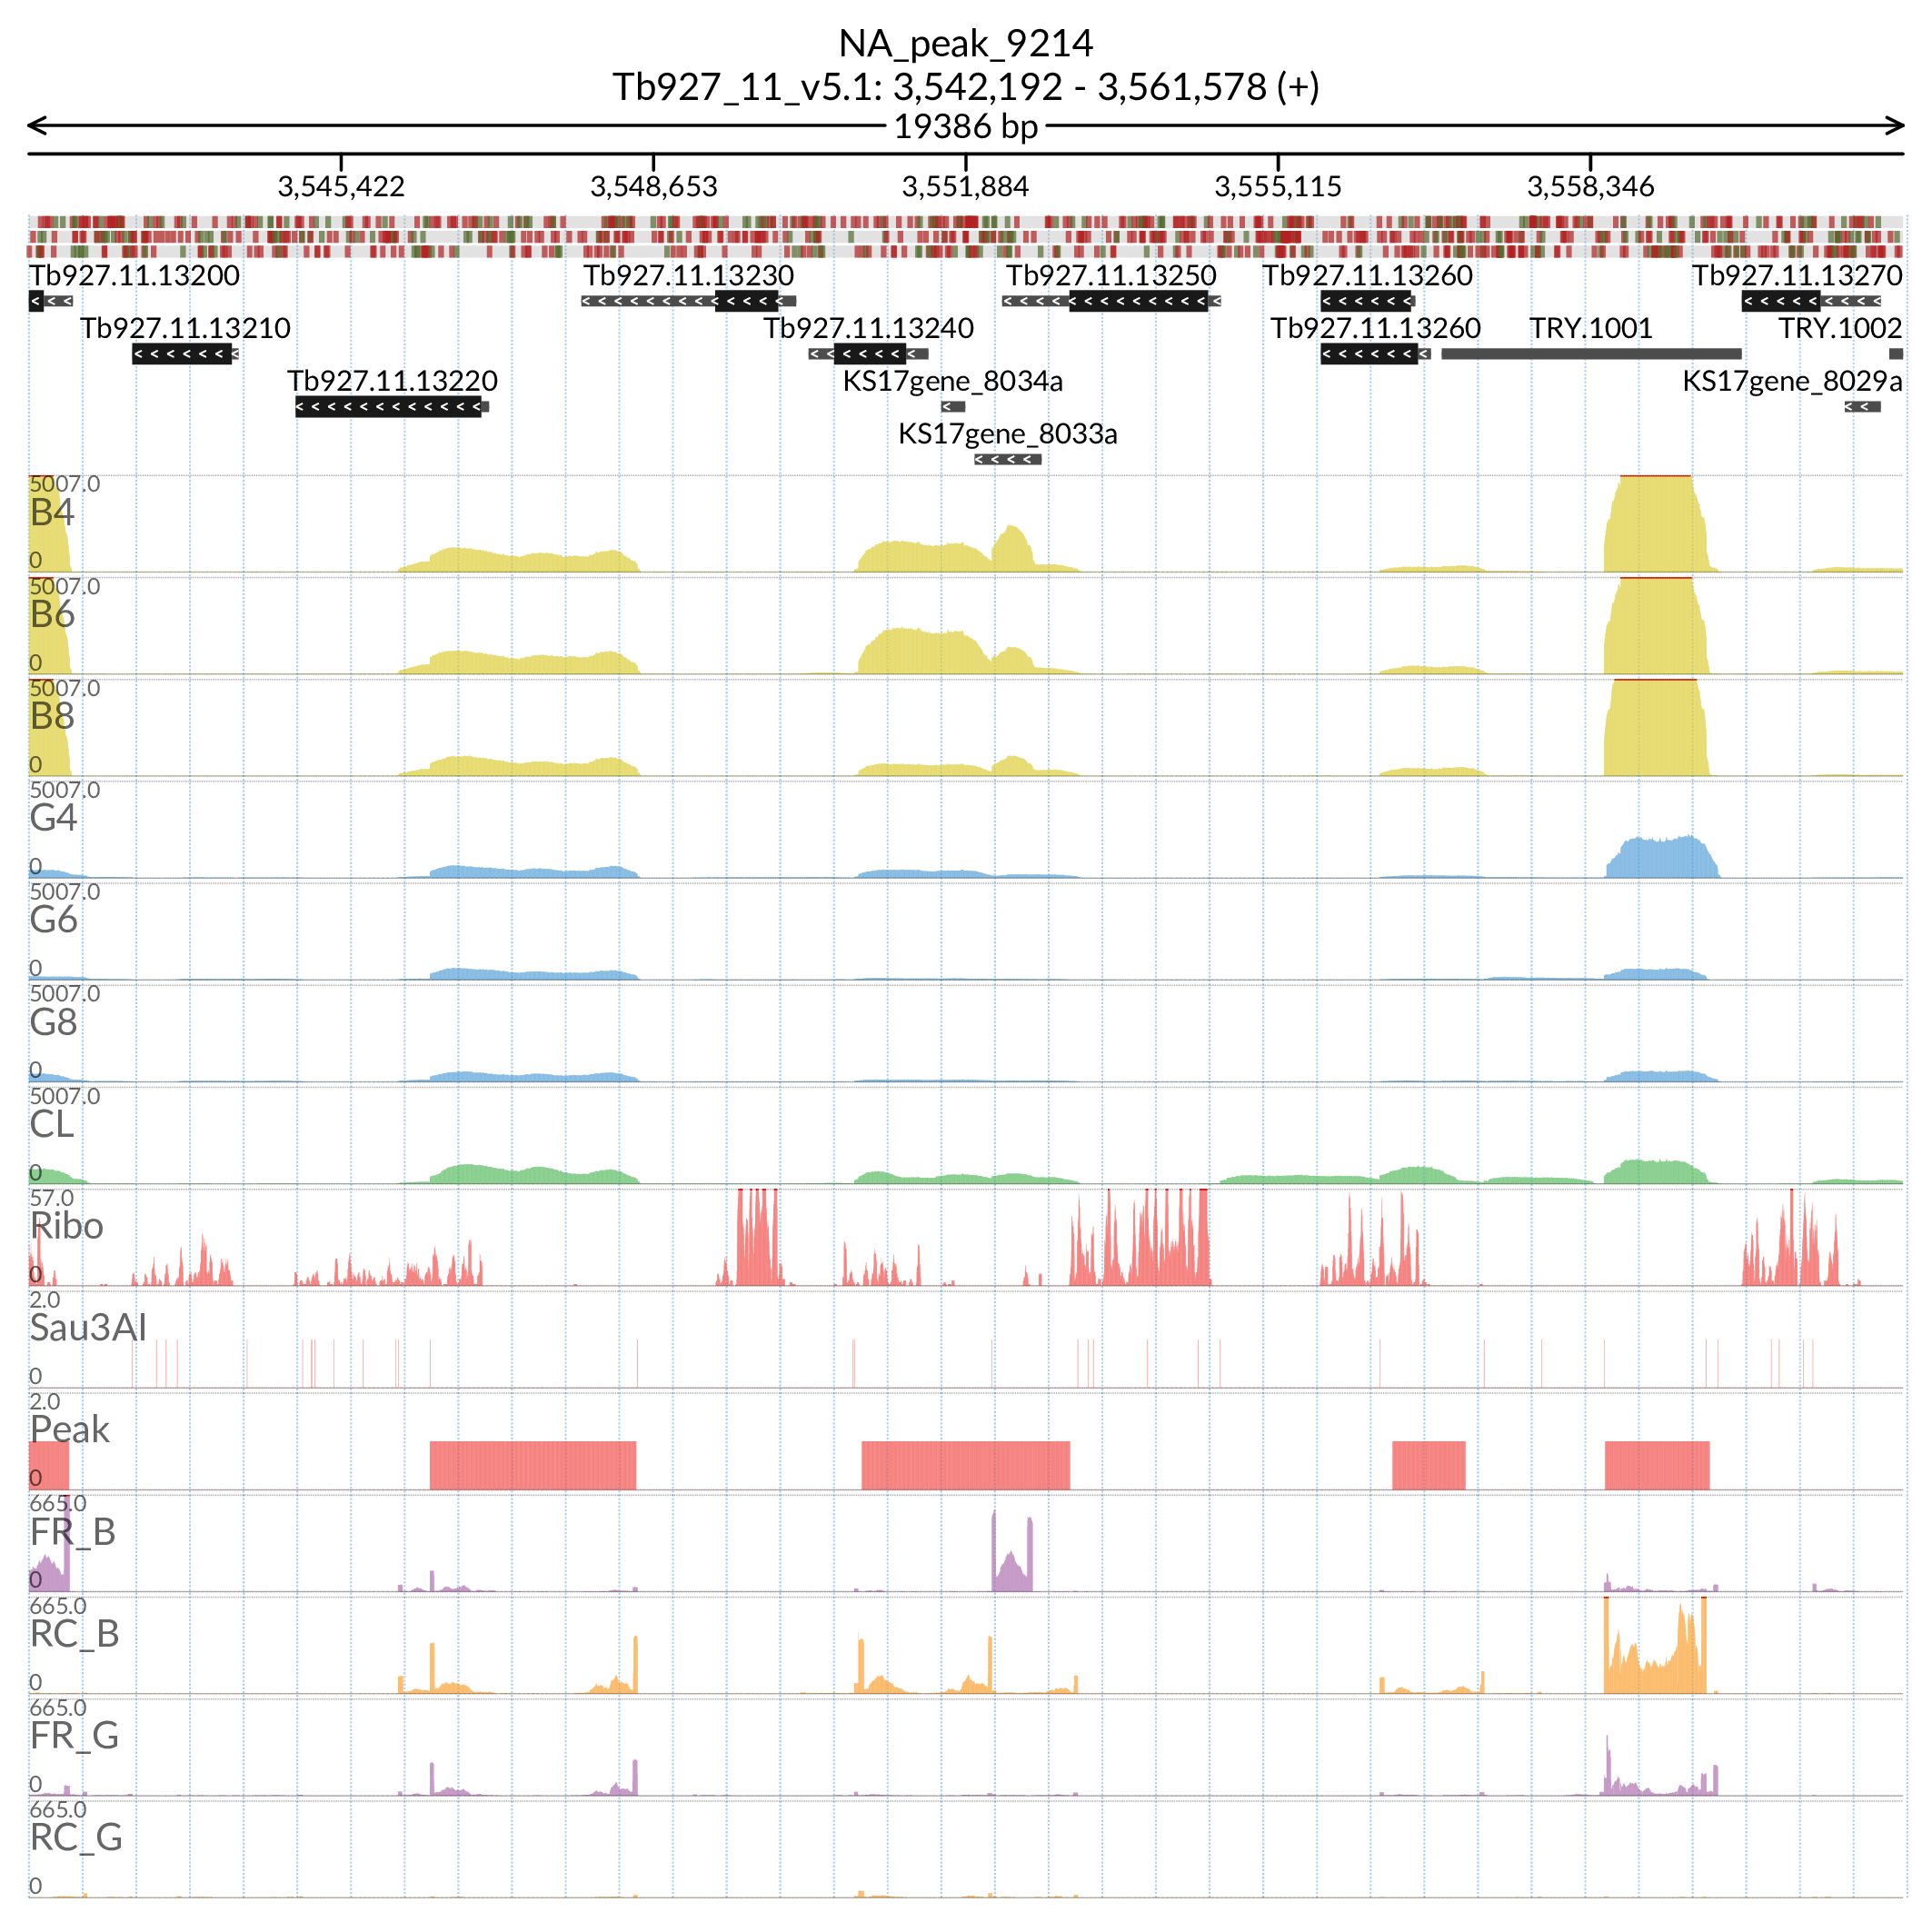 NA_peak_9214
Tb927_11_v5.1: 3,542,192 - 3,561,578 (+)
19386 bp
3,545,422 3,548,653 3,551,884 3,555,115 3,558,346
Tb927.11.13200 Tb927.11.13230 Tb927.11.13250 Tb927.11.13260 Tb927.11.13270
Tb927.11.13210 Tb927.11.13240 Tb927.11.13260 TRY.1001 TRY.1002
Tb927.11.13220 KS17gene_8034a KS17gene_8029a
KS17gene_8033a
5007.0
B4
0
5007.0
B6
0
5007.0
B8
0
5007.0
G4
0
5007.0
G6
0
5007.0
G8
0
5007.0
CL
0
57.0
Ribo
0
2.0
Sau3AI
0
2.0
Peak
0
665.0
FR_B
0
665.0
RC_B
0
665.0
FR_G
0
665.0
RC_G
0